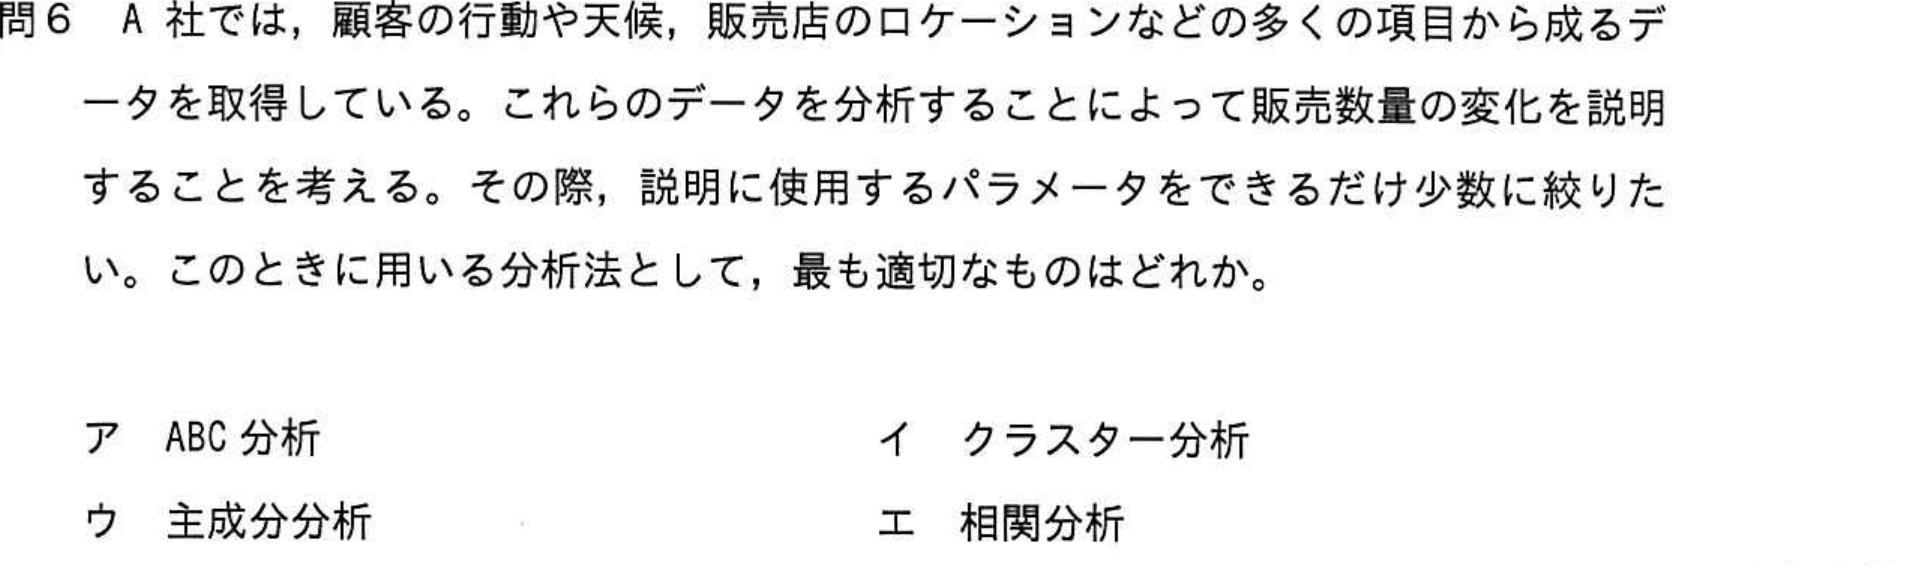 問6 A 社では，顧客の行動や天候，販売店のロケーションなどの多くの項目から成るデ
ータを取得している。これらのデータを分析することによって販売数量の変化を説明
することを考える。その際，説明に使用するパラメータをできるだけ少数に絞りた
い。このときに用いる分析法として，最も適切なものはどれか。
ア ABC 分析 イ クラスター分析
ウ 主成分分析 エ 相関分析